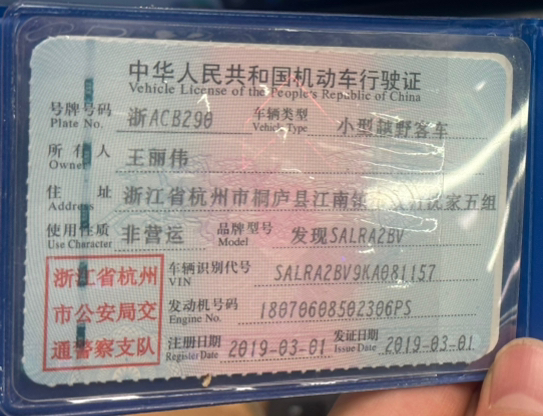 中华人民共和国机动车行驶证
Vehicle License of the People's Republic of China
号牌号码 浙ACB290 车辆类型 小型越野客车
Plate No. Vehicle Type
所有人 王丽伟
Owner
住址 浙江省杭州市桐庐县江南镇 家五组
Address
使用性质 非营运 品牌型号 发现SALRA2BV
Use Character Model
浙江省杭州
市公安局交
通警察支队
车辆识别代号 SALRA2BV9KA081157
VIN
发动机号码 18070608502306PS
Engine No.
注册日期 2019-03-01 发证日期 2019-03-01
Register Date Issue Date